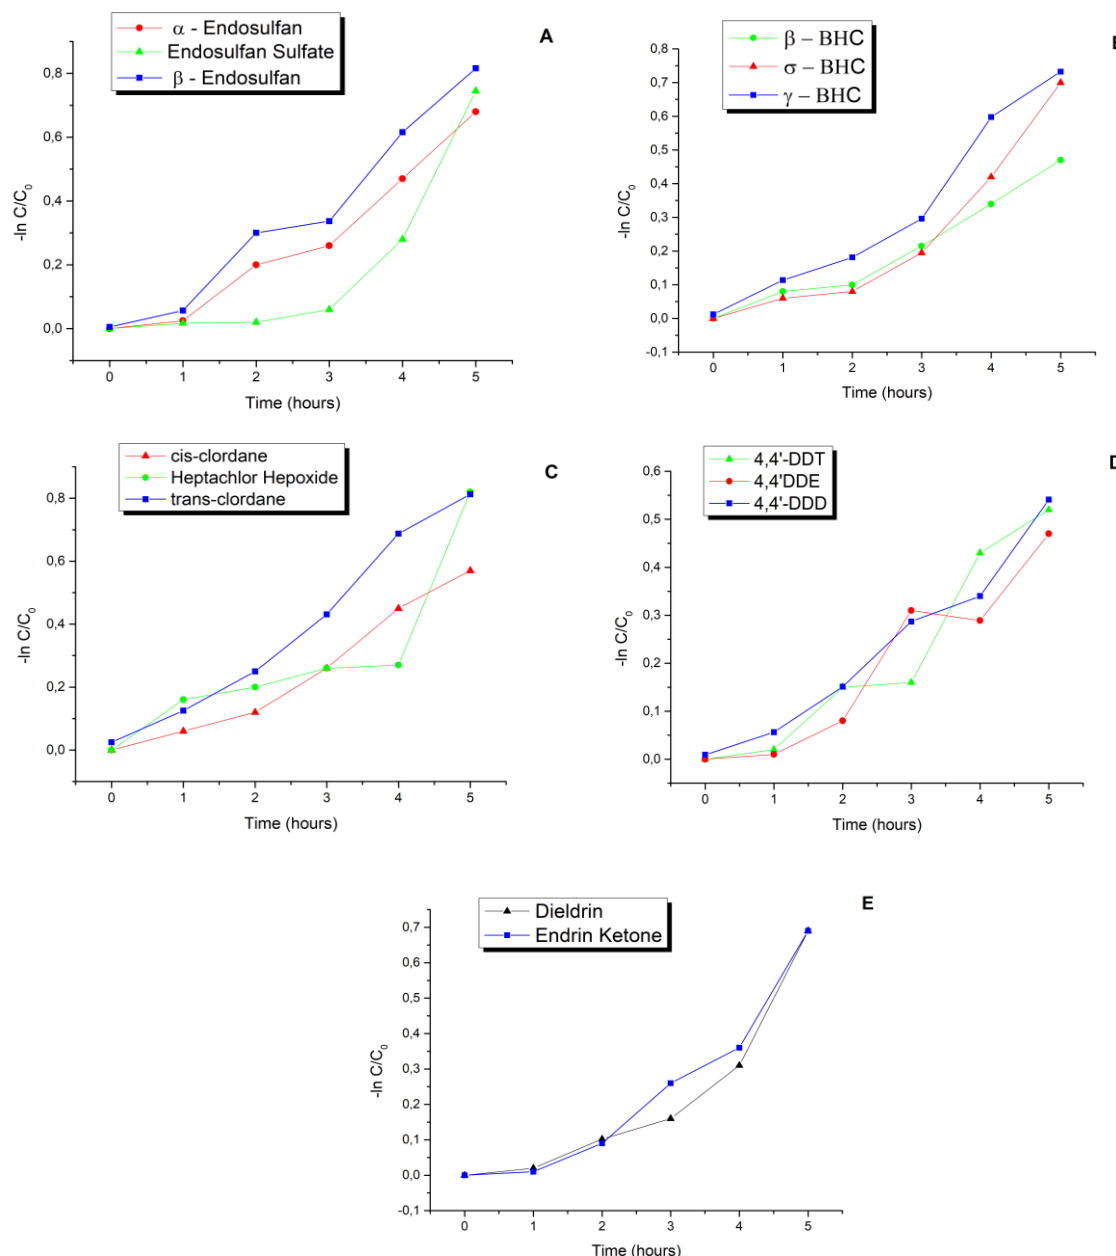 α - Endosulfan
Endosulfan Sulfate
β - Endosulfan
A
0,8
0,6
0,4
0,2
0,0
-ln C/C₀
0 1 2 3 4 5
Time (hours)
β – BHC
σ – BHC
γ – BHC
0,8
0,7
0,6
0,5
0,4
0,3
0,2
0,1
0,0
-0,1
-ln C/C₀
0 1 2 3 4 5
Time (hours)
cis-clordane
Heptachlor Hepoxide
trans-clordane
C
0,8
0,6
0,4
0,2
0,0
-ln C/C₀
0 1 2 3 4 5
Time (hours)
4,4'-DDT
4,4'DDE
4,4'-DDD
D
0,6
0,5
0,4
0,3
0,2
0,1
0,0
-ln C/C₀
0 1 2 3 4 5
Time (hours)
Dieldrin
Endrin Ketone
E
0,7
0,6
0,5
0,4
0,3
0,2
0,1
0,0
-0,1
-ln C/C₀
0 1 2 3 4 5
Time (hours)